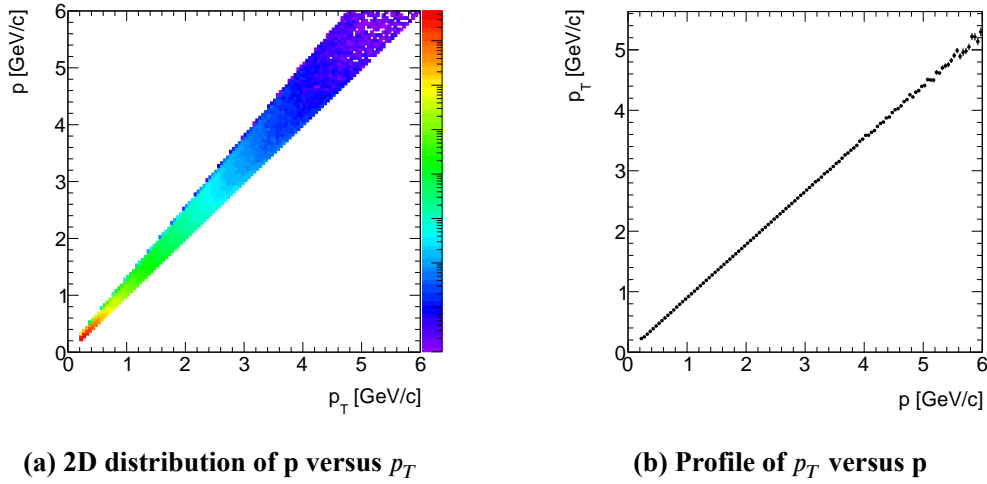 p [GeV/c]
6
5
4
3
2
1
0
0 1 2 3 4 5 6
p_T [GeV/c]
(a) 2D distribution of p versus p_T
p_T [GeV/c]
5
4
3
2
1
0
0 1 2 3 4 5 6
p [GeV/c]
(b) Profile of p_T versus p